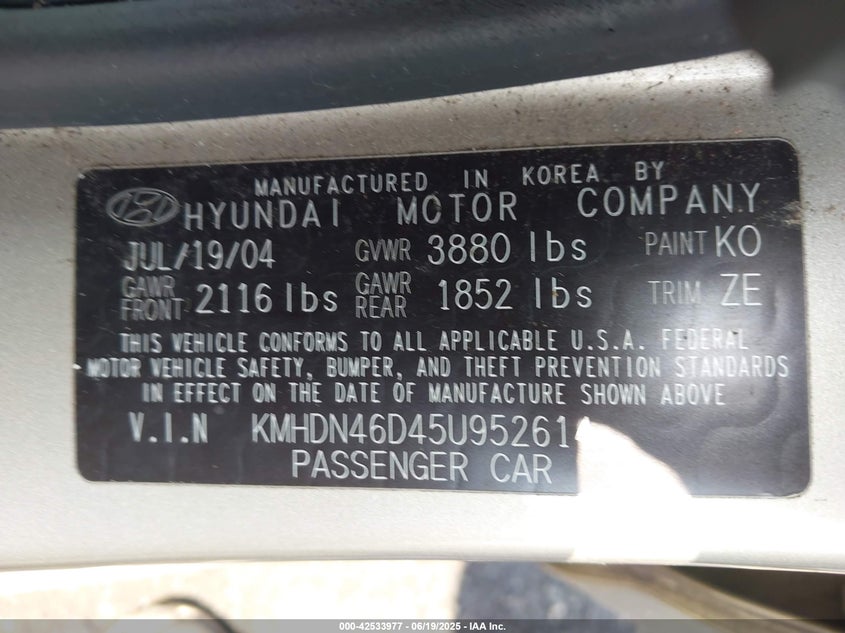 MANUFACTURED IN KOREA BY
HYUNDAI MOTOR COMPANY
JUL/19/04 GVWR 3880 lbs PAINT KO
GAWR FRONT 2116 lbs GAWR REAR 1852 lbs TRIM ZE
THIS VEHICLE CONFORMS TO ALL APPLICABLE U.S.A. FEDERAL
MOTOR VEHICLE SAFETY, BUMPER, AND THEFT PREVENTION STANDARDS
IN EFFECT ON THE DATE OF MANUFACTURE SHOWN ABOVE
V.I.N
PASSENGER CAR
000-42533977 - 06/19/2025 - IAA Inc.